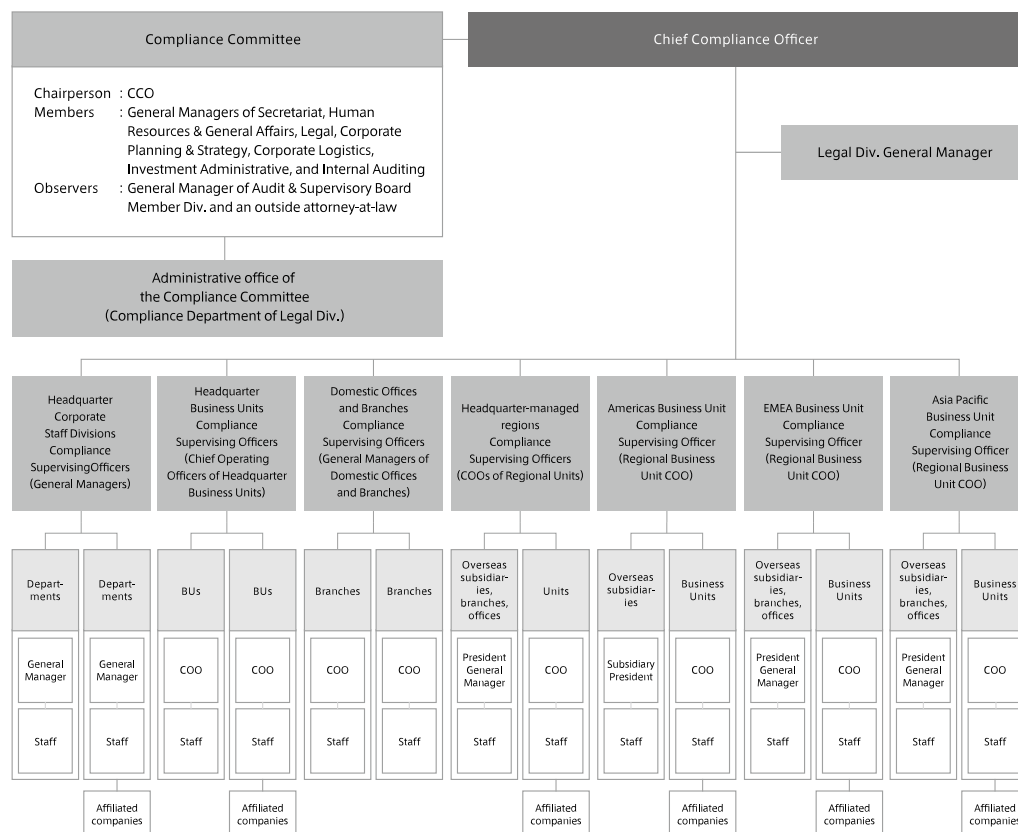 Compliance Committee
Chief Compliance Officer
Chairperson : CCO
Members : General Managers of Secretariat, Human
Resources & General Affairs, Legal, Corporate
Planning & Strategy, Corporate Logistics,
Investment Administrative, and Internal Auditing
Observers : General Manager of Audit & Supervisory Board
Member Div. and an outside attorney-at-law
Legal Div. General Manager
Administrative office of
the Compliance Committee
(Compliance Department of Legal Div.)
Headquarter
Corporate
Staff Divisions
Compliance
SupervisingOfficers
(General Managers)
Headquarter
Business Units
Compliance
Supervising Officers
(Chief Operating
Officers of Headquarter
Business Units)
Domestic Offices
and Branches
Compliance
Supervising Officers
(General Managers of
Domestic Offices
and Branches)
Headquarter-managed
regions
Compliance
Supervising Officers
(COOs of Regional Units)
Americas Business Unit
Compliance
Supervising Officer
(Regional Business
Unit COO)
EMEA Business Unit
Compliance
Supervising Officer
(Regional Business
Unit COO)
Asia Pacific
Business Unit
Compliance
Supervising Officer
(Regional Business
Unit COO)
Depart-
ments
Depart-
ments
BUs
BUs
Branches
Branches
Overseas
subsidiar-
ies,
branches,
offices
Units
Overseas
subsidiar-
ies
Business
Units
Overseas
subsidiar-
ies,
branches,
offices
Business
Units
Overseas
subsidiar-
ies,
branches,
offices
Business
Units
General
Manager
General
Manager
COO
COO
COO
COO
President
General
Manager
COO
Subsidiary
President
COO
President
General
Manager
COO
President
General
Manager
COO
Staff
Staff
Staff
Staff
Staff
Staff
Staff
Staff
Staff
Staff
Staff
Staff
Staff
Staff
Affiliated
companies
Affiliated
companies
Affiliated
companies
Affiliated
companies
Affiliated
companies
Affiliated
companies